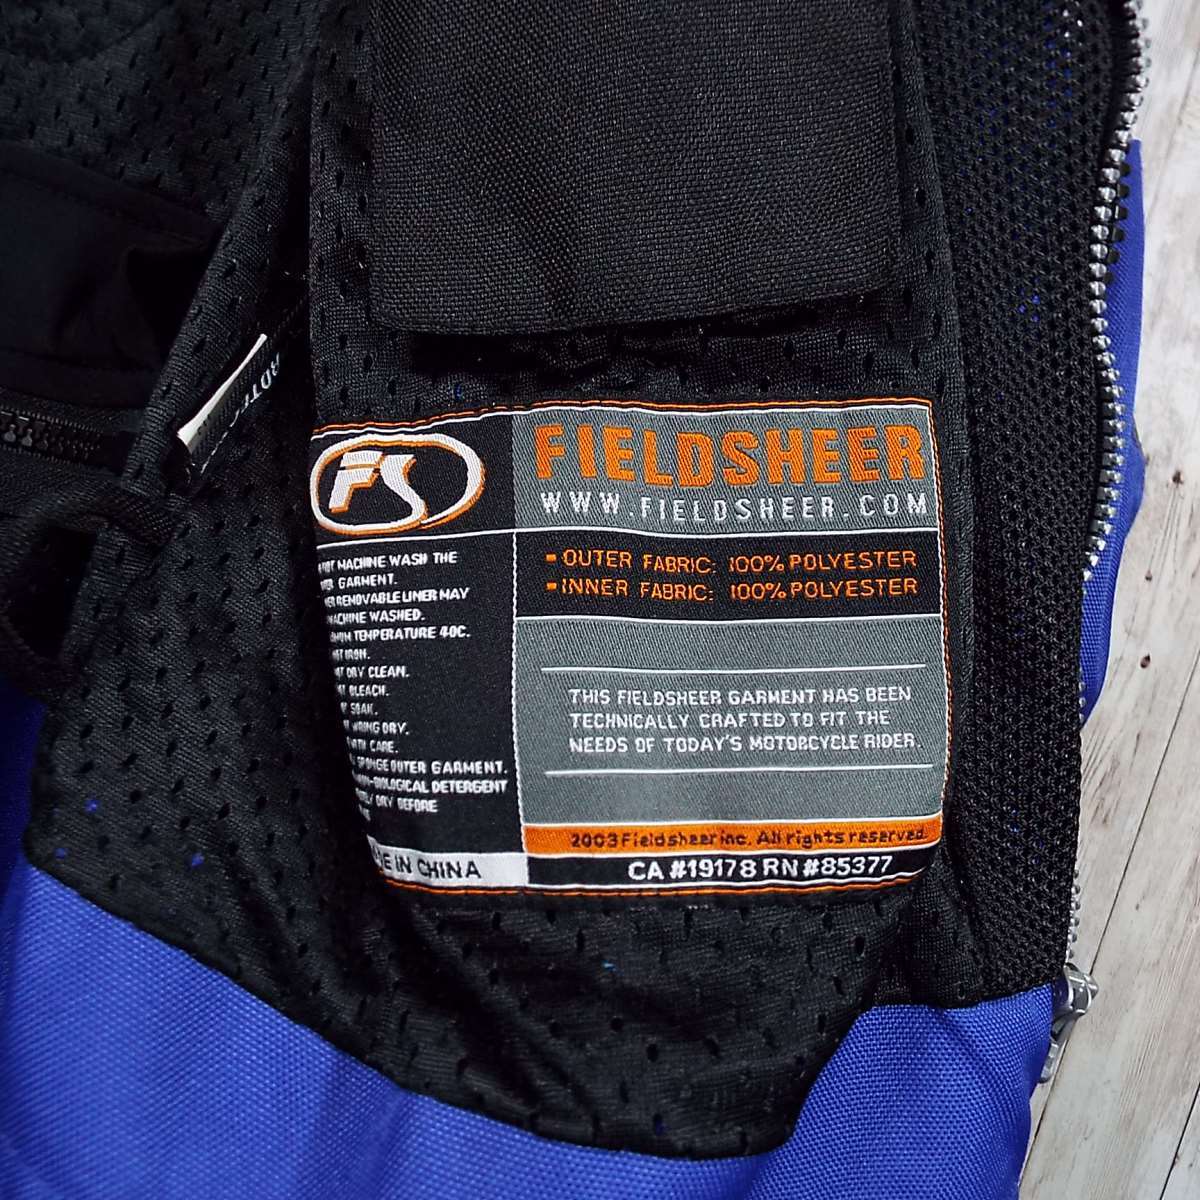 FS
FIELDSHEER
WWW.FIELDSHEER.COM
MACHINE WASH THE
GARMENT.
REMOVABLE LINER MAY
MACHINE WASHED.
TEMPERATURE 40C.
IRON.
DRY CLEAN.
BLEACH.
SOAK.
WRING DRY.
WITH CARE.
SPONGE OUTER GARMENT.
NON-BIOLOGICAL DETERGENT
DRY BEFORE
IN CHINA
- OUTER FABRIC: 100% POLYESTER
- INNER FABRIC: 100% POLYESTER
THIS FIELDSHEER GARMENT HAS BEEN
TECHNICALLY CRAFTED TO FIT THE
NEEDS OF TODAY'S MOTORCYCLE RIDER.
2003 Fieldsheer inc. All rights reserved.
CA #19178 RN #85377